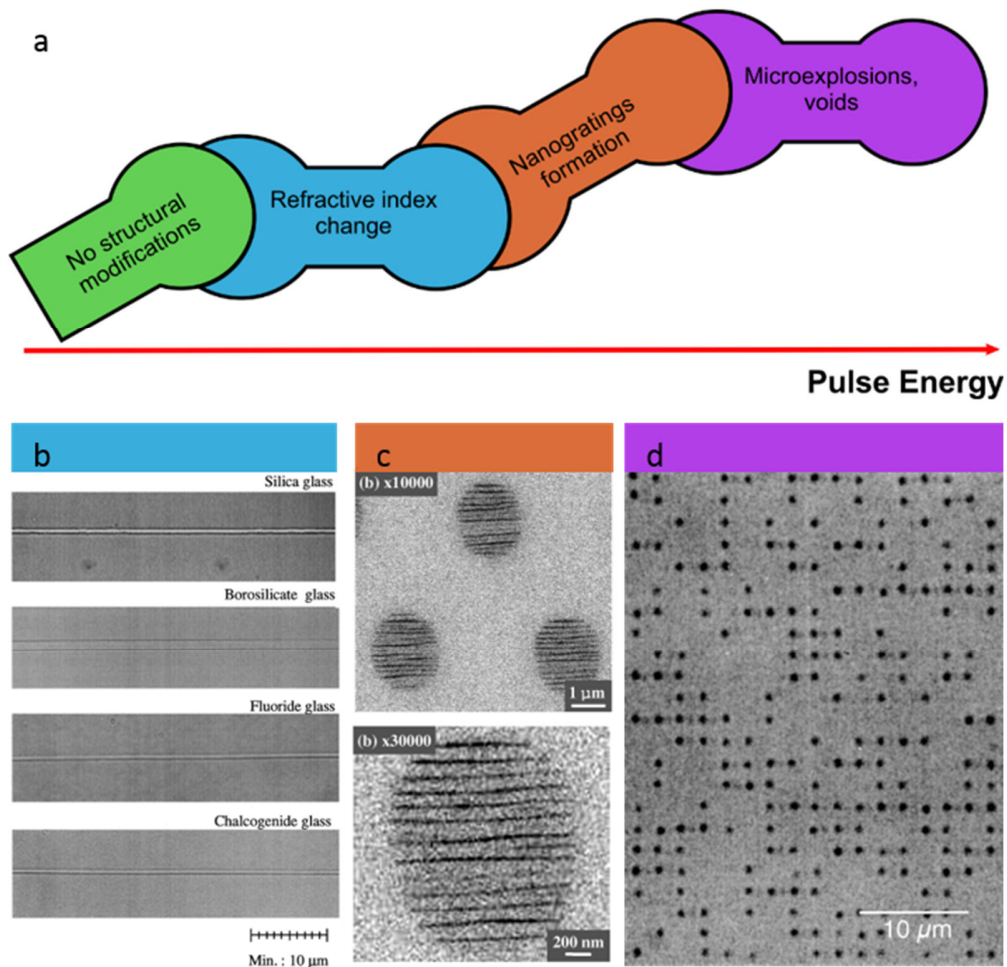 a
No structural
modifications
Refractive index
change
Nanogratings
formation
Microexplosions,
voids
Pulse Energy
b
Silica glass
Borosilicate glass
Fluoride glass
Chalcogenide glass
Min. : 10 μm
c
(b) x10000
1 μm
(b) x30000
200 nm
d
10 μm